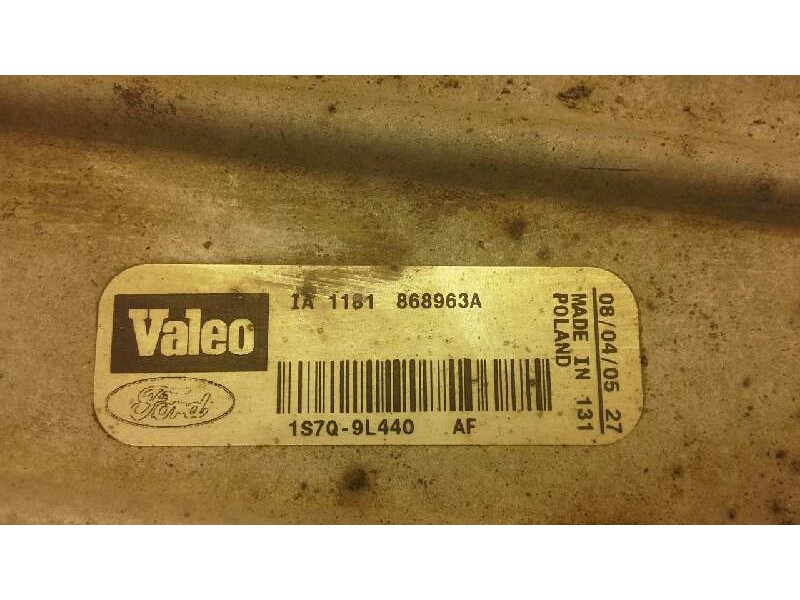 Valeo
Ford
IA 1181 868963A
1S7Q-9L440 AF
08/04/05 27
MADE IN 131
POLAND